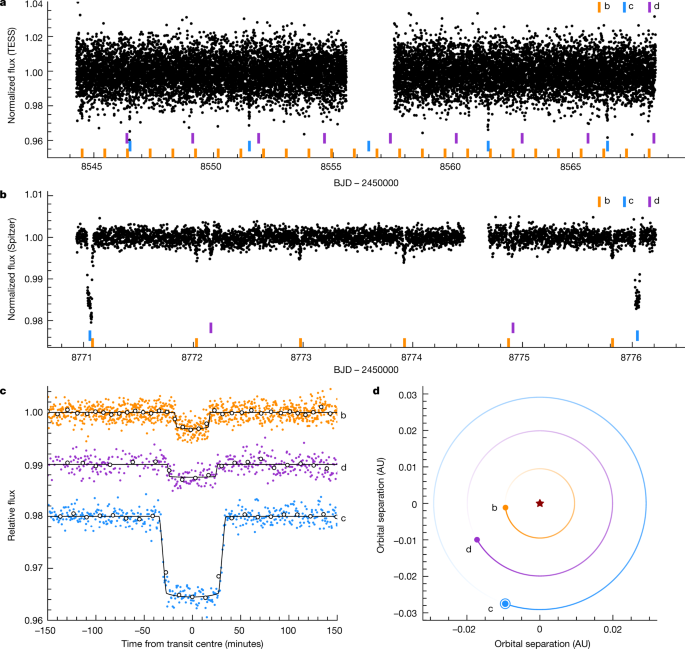 a
1.04
b c d
1.02
1.00
0.98
0.96
Normalized flux (TESS)
8545 8550 8555 8560 8565
BJD – 2450000
b
1.01
b c d
1.00
0.99
0.98
Normalized flux (Spitzer)
8771 8772 8773 8774 8775 8776
BJD – 2450000
c
1.00
0.99
0.98
0.97
0.96
Relative flux
b
d
c
−150 −100 −50 0 50 100 150
Time from transit centre (minutes)
d
0.03
0.02
0.01
0
−0.01
−0.02
−0.03
Orbital separation (AU)
b
d
c
−0.02 0 0.02
Orbital separation (AU)